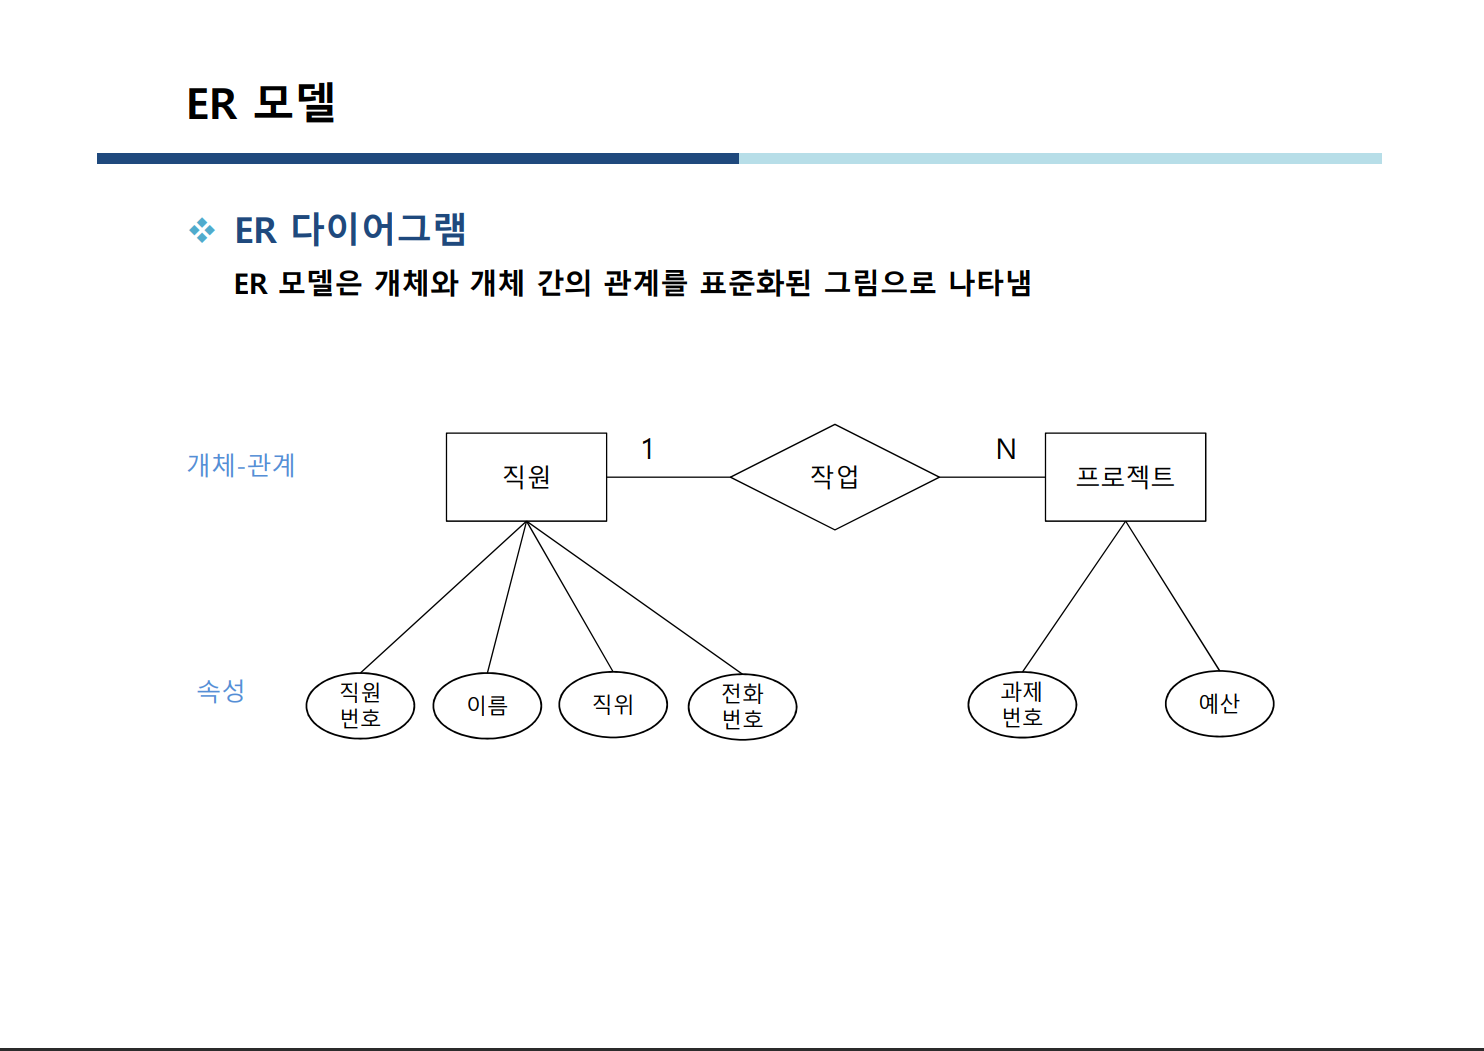 ER 모델
ER 다이어그램
ER 모델은 개체와 개체 간의 관계를 표준화된 그림으로 나타냄
개체-관계
직원
1
작업
N
프로젝트
속성
직원
번호
이름
직위
전화
번호
과제
번호
예산